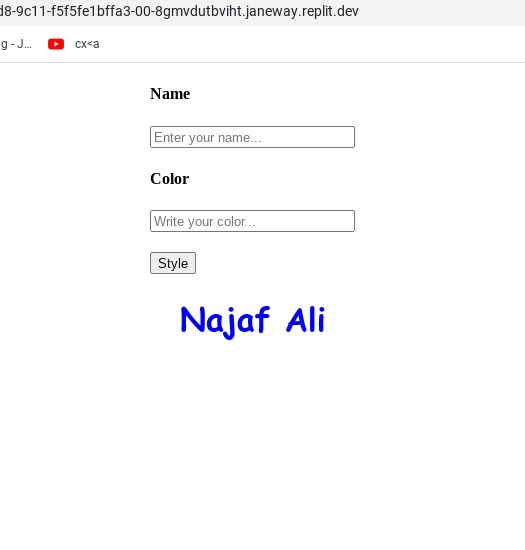 d8-9c11-f5f5fe1bffa3-00-8gmvdutbviht.janeway.replit.dev
g - J... cx<a
Name
Enter your name...
Color
Write your color...
Style
Najaf Ali